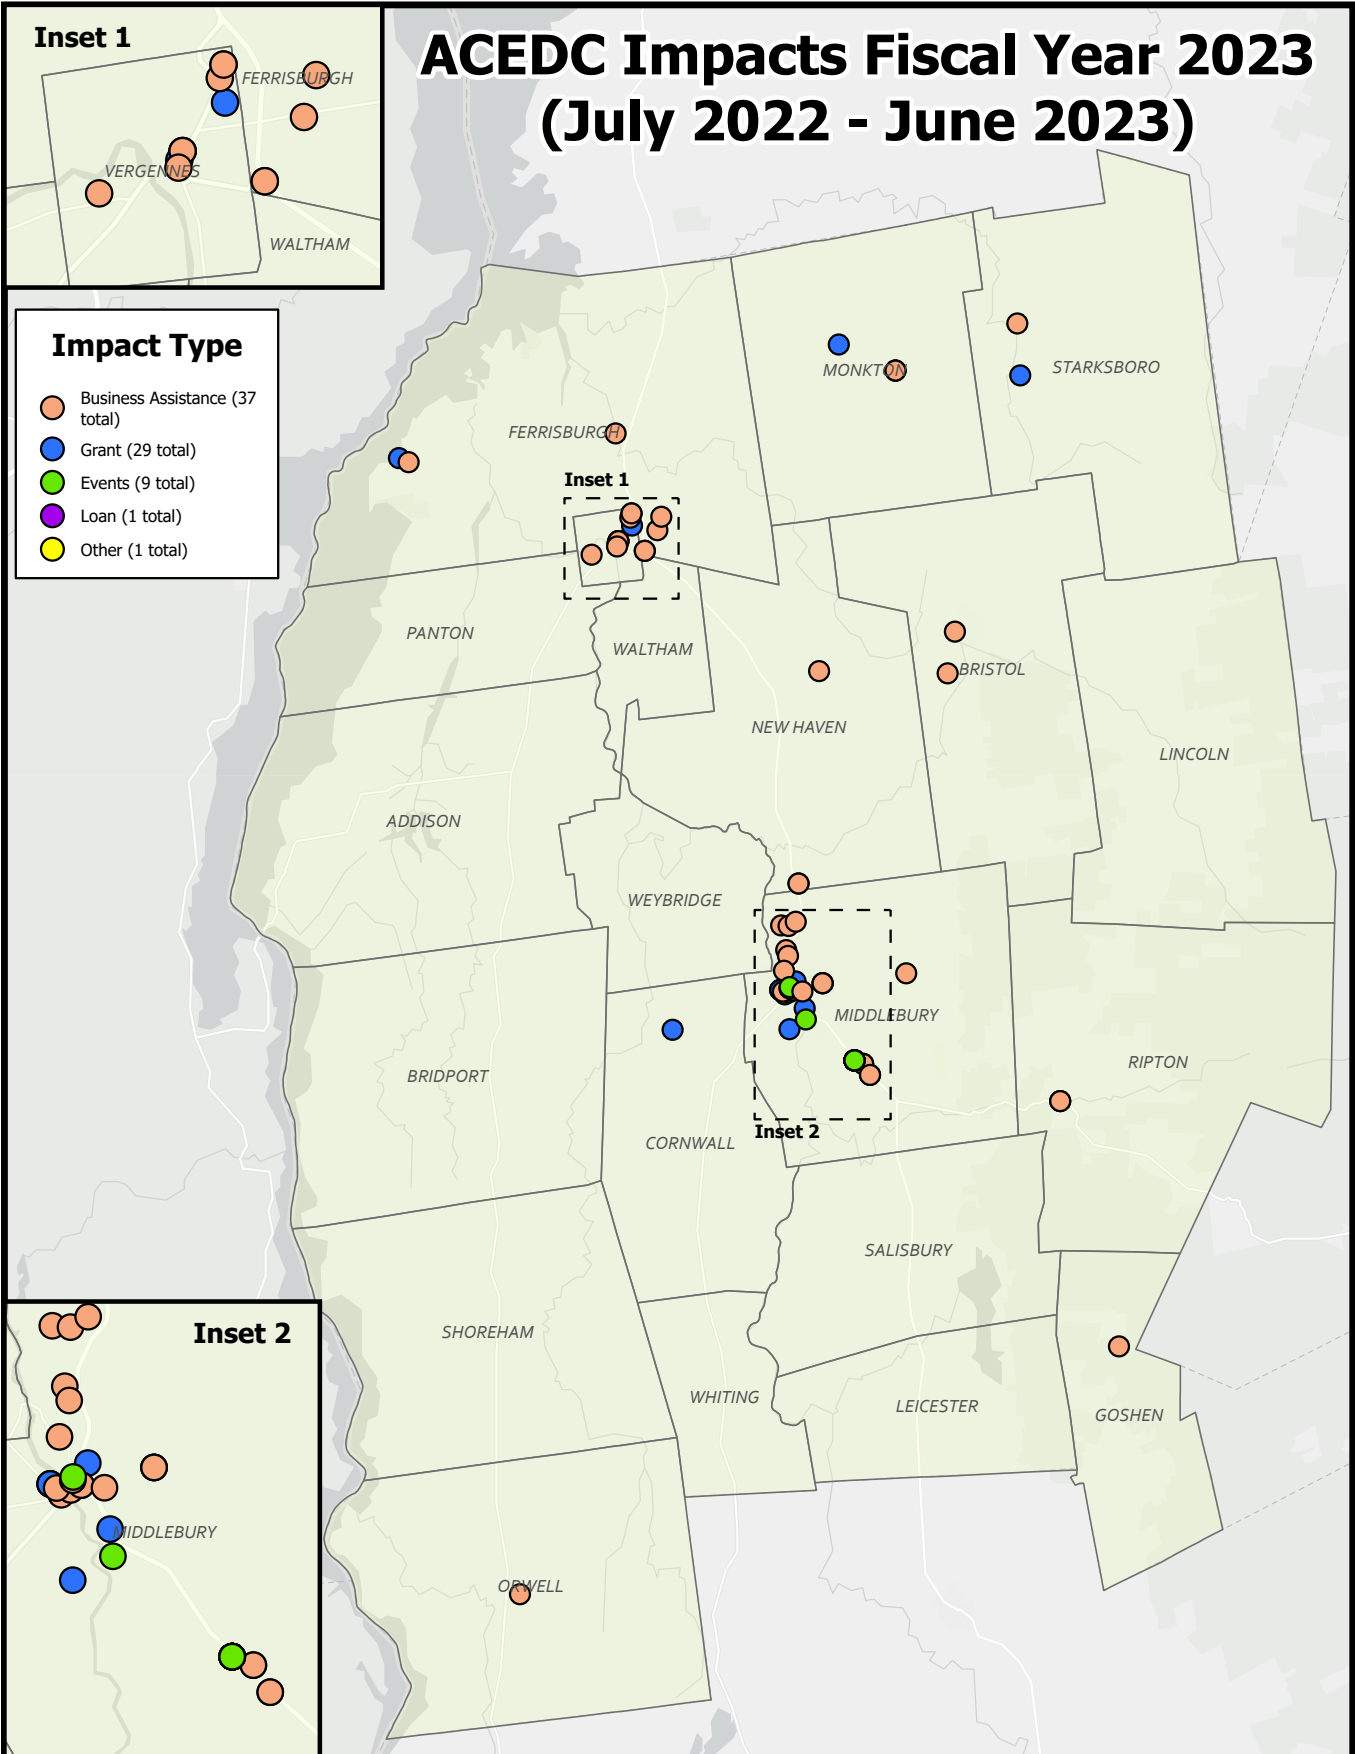 ACEDC Impacts Fiscal Year 2023
(July 2022 - June 2023)
Inset 1
FERRISBURGH
VERGENNES
WALTHAM
Impact Type
Business Assistance (37
total)
Grant (29 total)
Events (9 total)
Loan (1 total)
Other (1 total)
MONKTON
STARKSBORO
FERRISBURGH
Inset 1
PANTON
WALTHAM
BRISTOL
NEW HAVEN
LINCOLN
ADDISON
WEYBRIDGE
MIDDLEBURY
RIPTON
BRIDPORT
Inset 2
CORNWALL
SALISBURY
SHOREHAM
WHITING
LEICESTER
GOSHEN
ORWELL
Inset 2
MIDDLEBURY